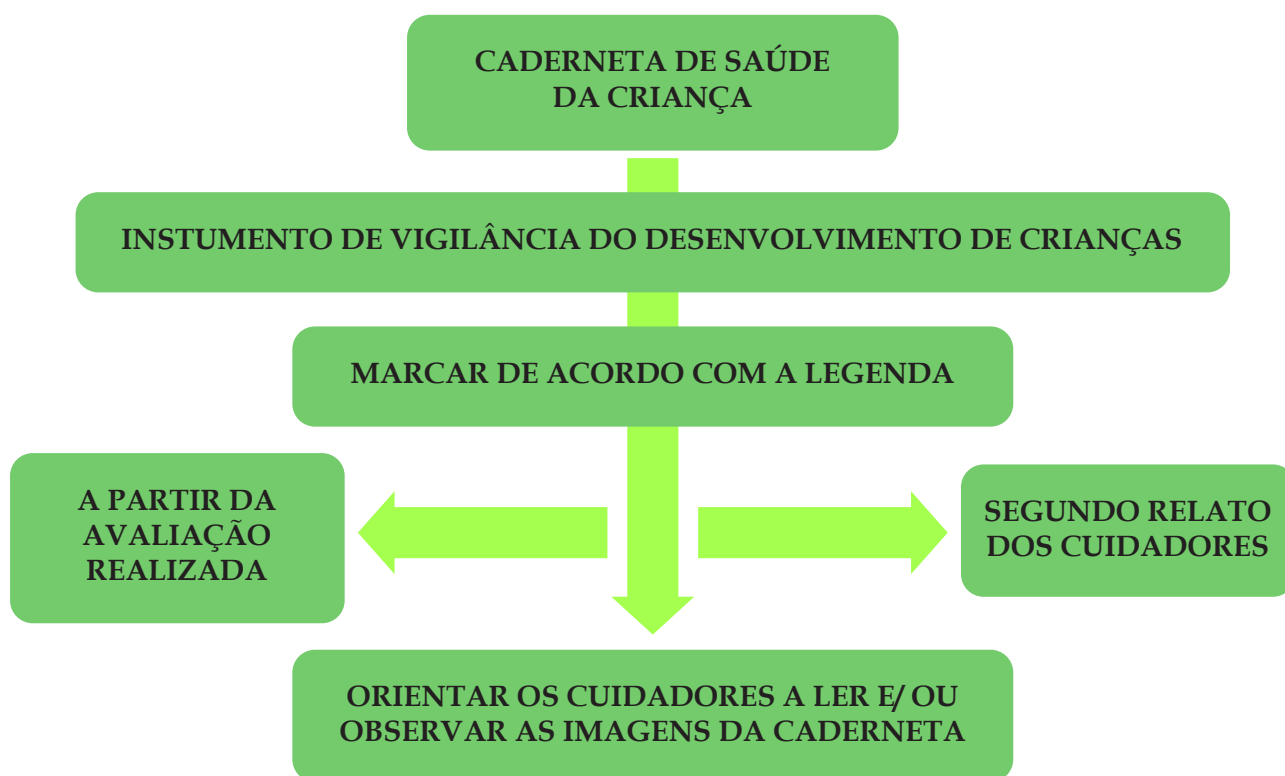 CADERNETA DE SAÚDE
DA CRIANÇA
INSTUMENTO DE VIGILÂNCIA DO DESENVOLVIMENTO DE CRIANÇAS
MARCAR DE ACORDO COM A LEGENDA
A PARTIR DA
AVALIAÇÃO
REALIZADA
SEGUNDO RELATO
DOS CUIDADORES
ORIENTAR OS CUIDADORES A LER E/ OU
OBSERVAR AS IMAGENS DA CADERNETA